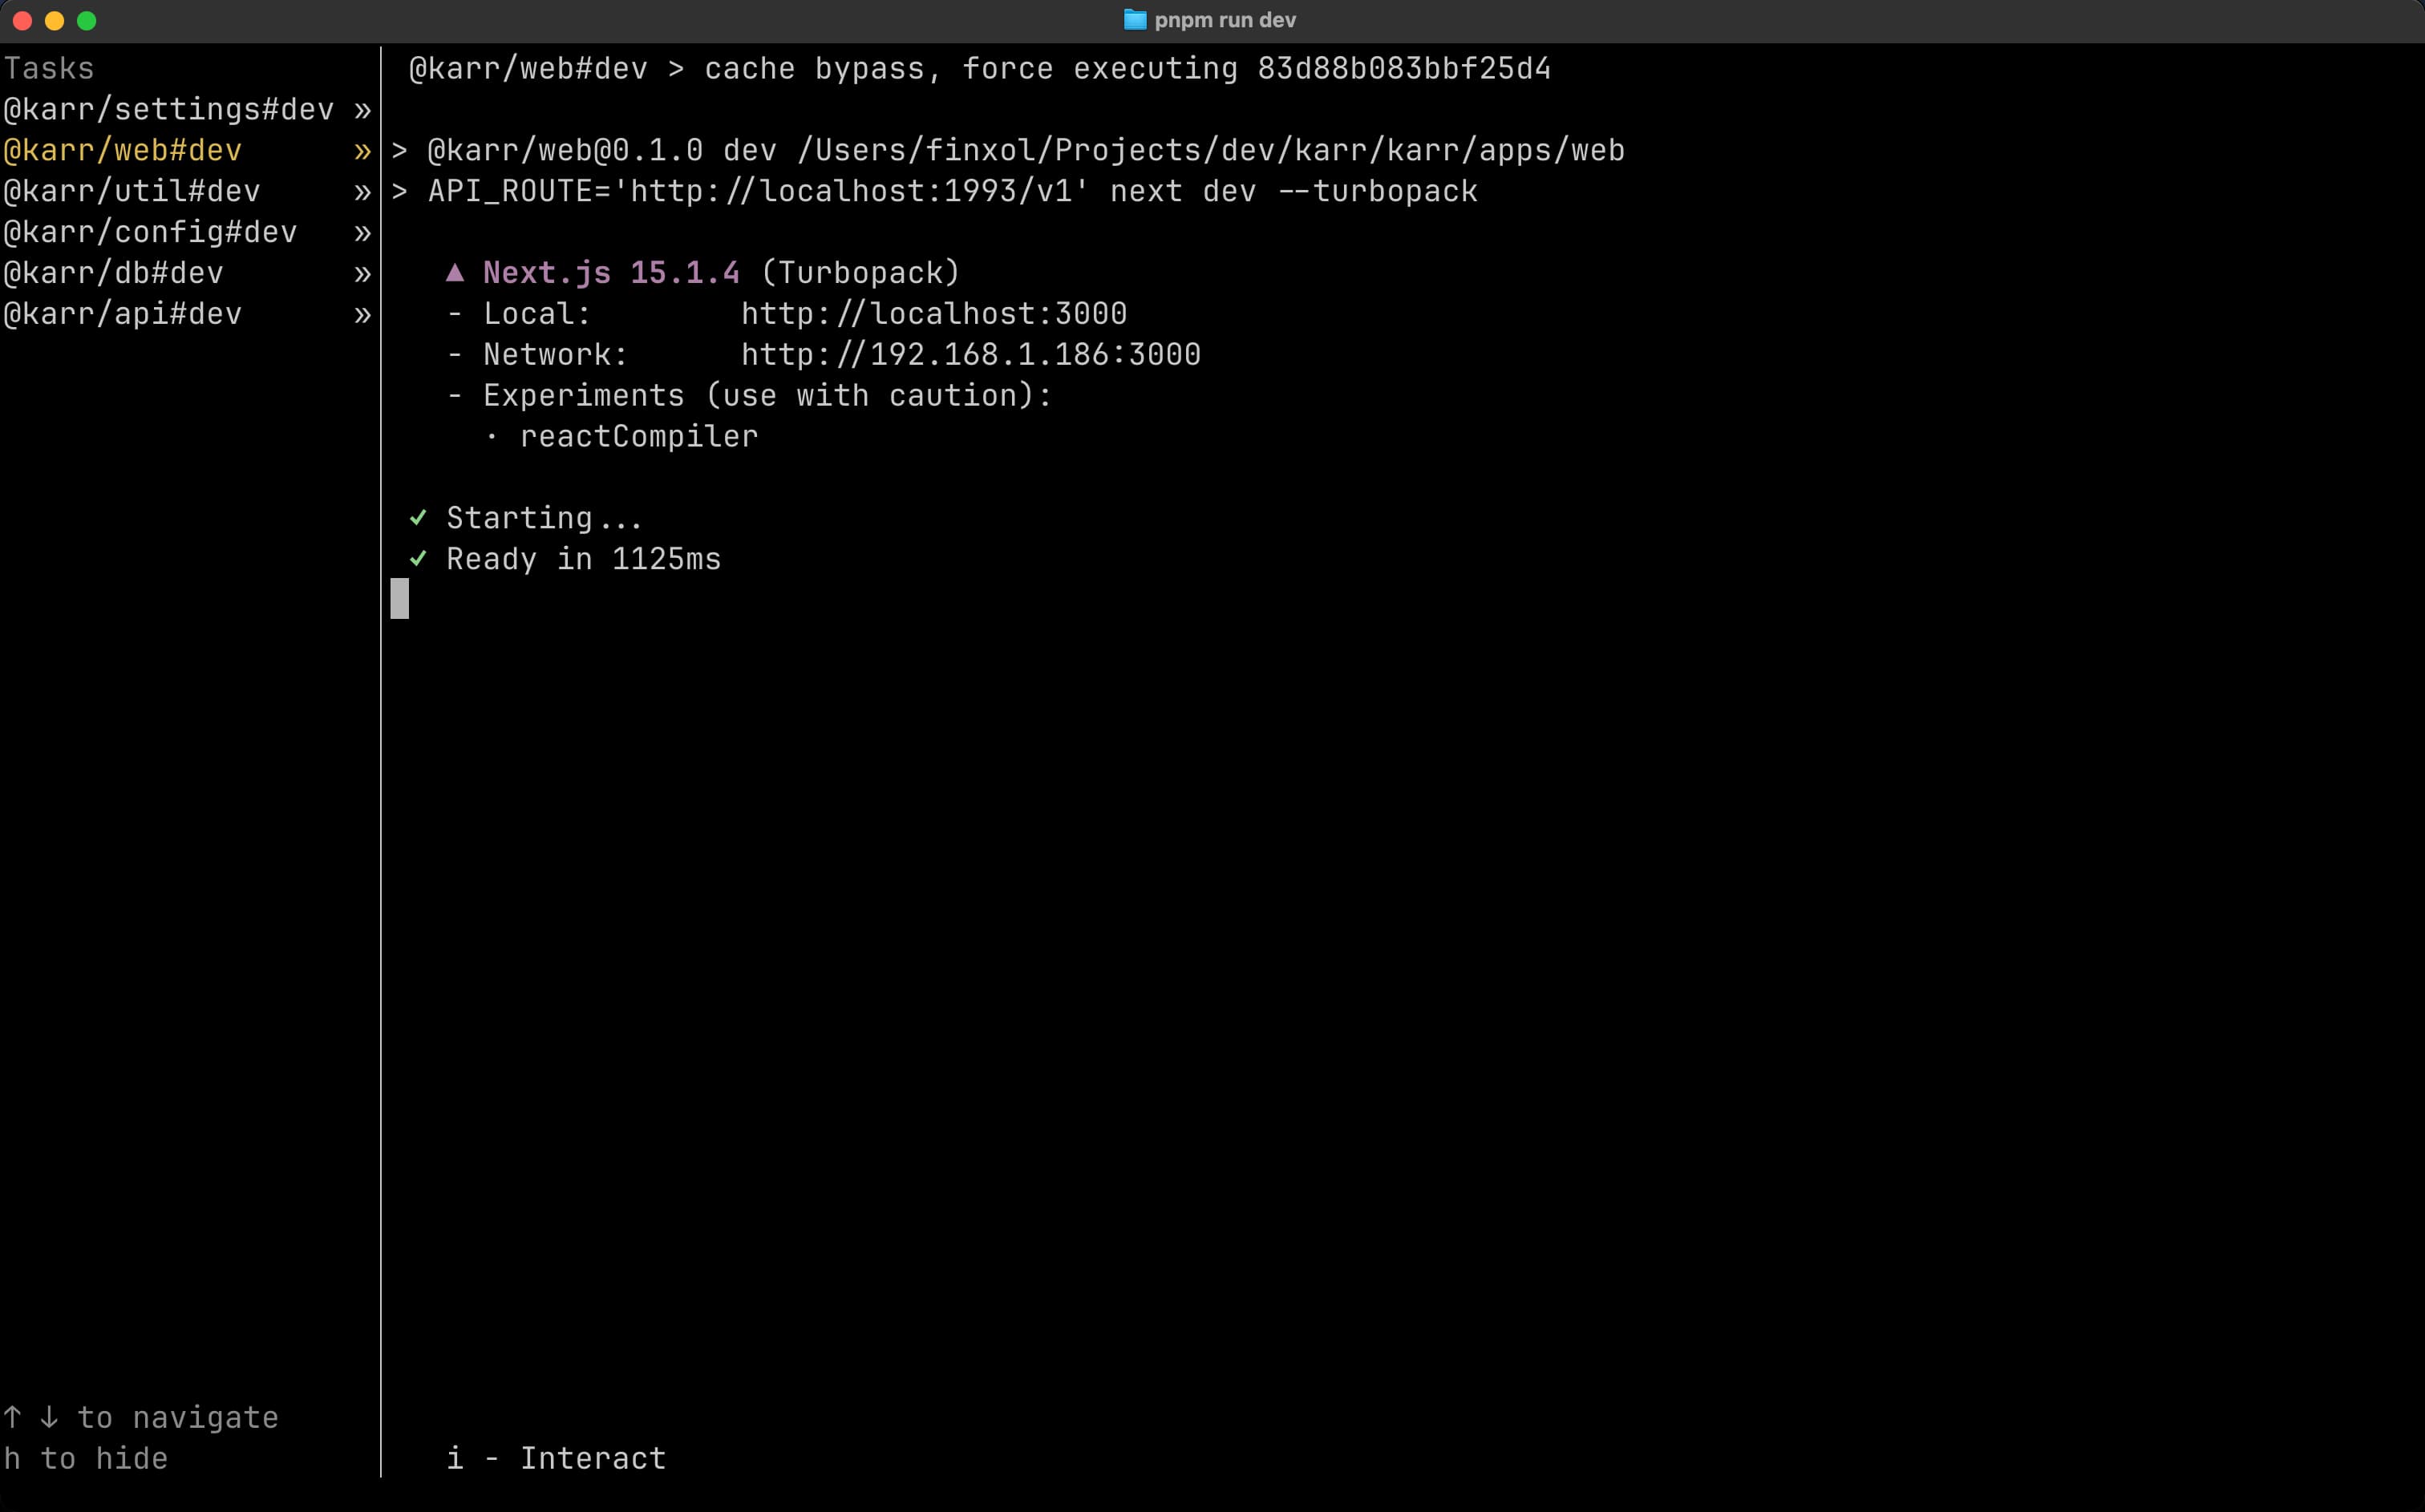 pnpm run dev
Tasks
@karr/settings#dev »
@karr/web#dev »
@karr/util#dev »
@karr/config#dev »
@karr/db#dev »
@karr/api#dev »
↑ ↓ to navigate
h to hide
@karr/web#dev > cache bypass, force executing 83d88b083bbf25d4
> @karr/web@0.1.0 dev /Users/finxol/Projects/dev/karr/karr/apps/web
> API_ROUTE='http://localhost:1993/v1' next dev --turbopack
▲ Next.js 15.1.4 (Turbopack)
- Local: http://localhost:3000
- Network: http://192.168.1.186:3000
- Experiments (use with caution):
· reactCompiler
✓ Starting...
✓ Ready in 1125ms
i - Interact